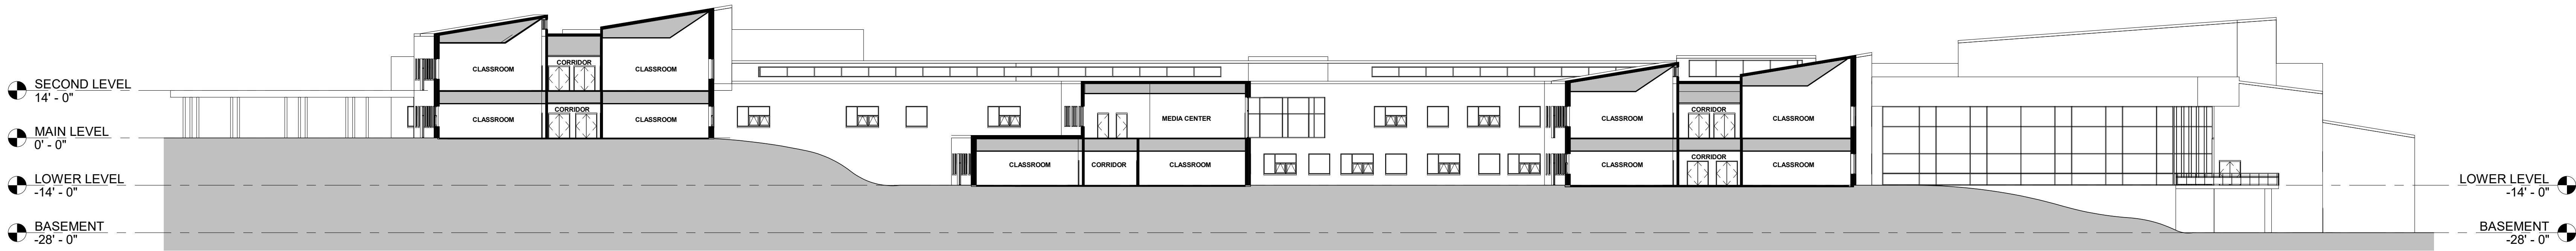 SECOND LEVEL
14' - 0"
MAIN LEVEL
0' - 0"
LOWER LEVEL
-14' - 0"
BASEMENT
-28' - 0"
CLASSROOM
CORRIDOR
CLASSROOM
CLASSROOM
CORRIDOR
CLASSROOM
MEDIA CENTER
CLASSROOM
CORRIDOR
CLASSROOM
CLASSROOM
CORRIDOR
CLASSROOM
CLASSROOM
CORRIDOR
CLASSROOM
LOWER LEVEL
-14' - 0"
BASEMENT
-28' - 0"